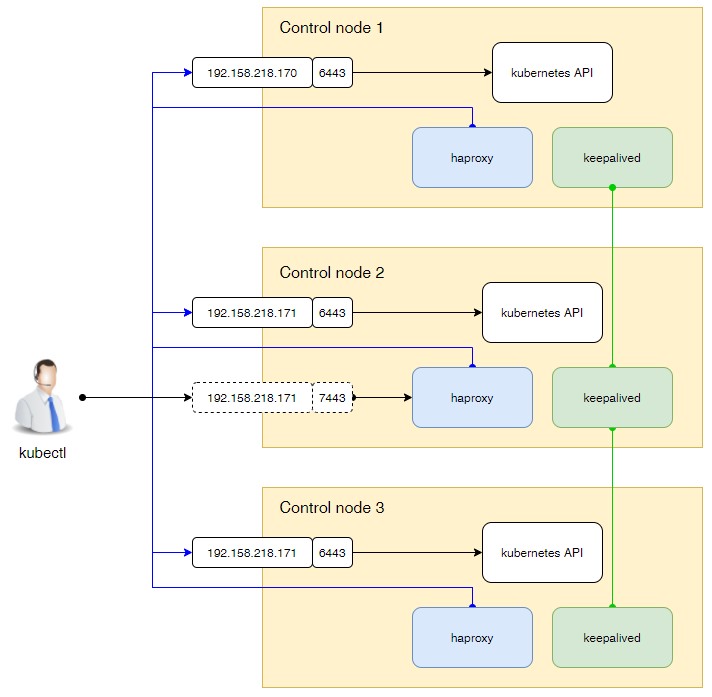 Control node 1
192.158.218.170 6443
kubernetes API
haproxy
keepalived
Control node 2
192.158.218.171 6443
kubernetes API
192.158.218.171 7443
haproxy
keepalived
kubectl
Control node 3
192.158.218.171 6443
kubernetes API
haproxy
keepalived